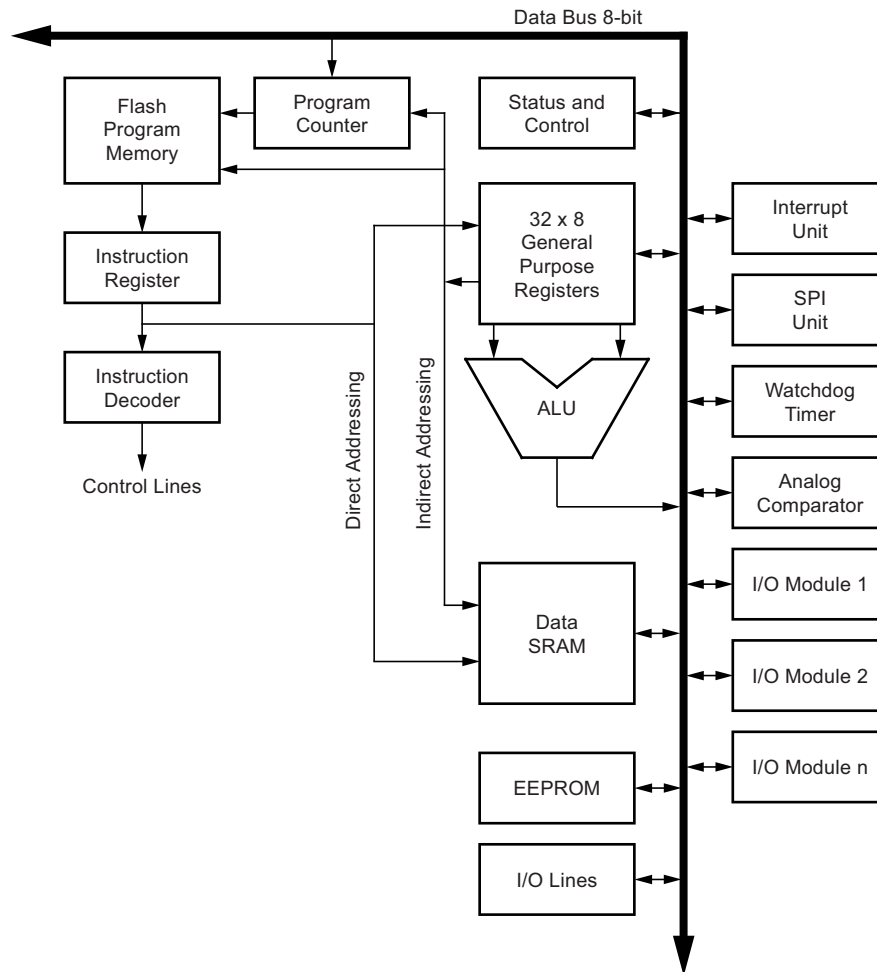 Data Bus 8-bit
Flash
Program
Memory
Program
Counter
Status and
Control
32 x 8
General
Purpose
Registers
Interrupt
Unit
Instruction
Register
SPI
Unit
Instruction
Decoder
Direct Addressing
Indirect Addressing
ALU
Watchdog
Timer
Control Lines
Analog
Comparator
Data
SRAM
I/O Module 1
I/O Module 2
EEPROM
I/O Module n
I/O Lines